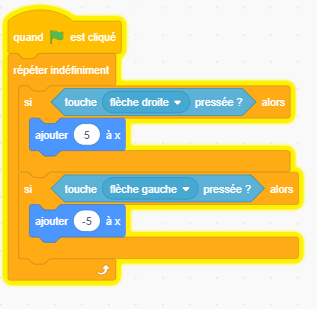 quand est cliqué
répéter indéfiniment
si touche flèche droite pressée ? alors
ajouter 5 à x
si touche flèche gauche pressée ? alors
ajouter -5 à x